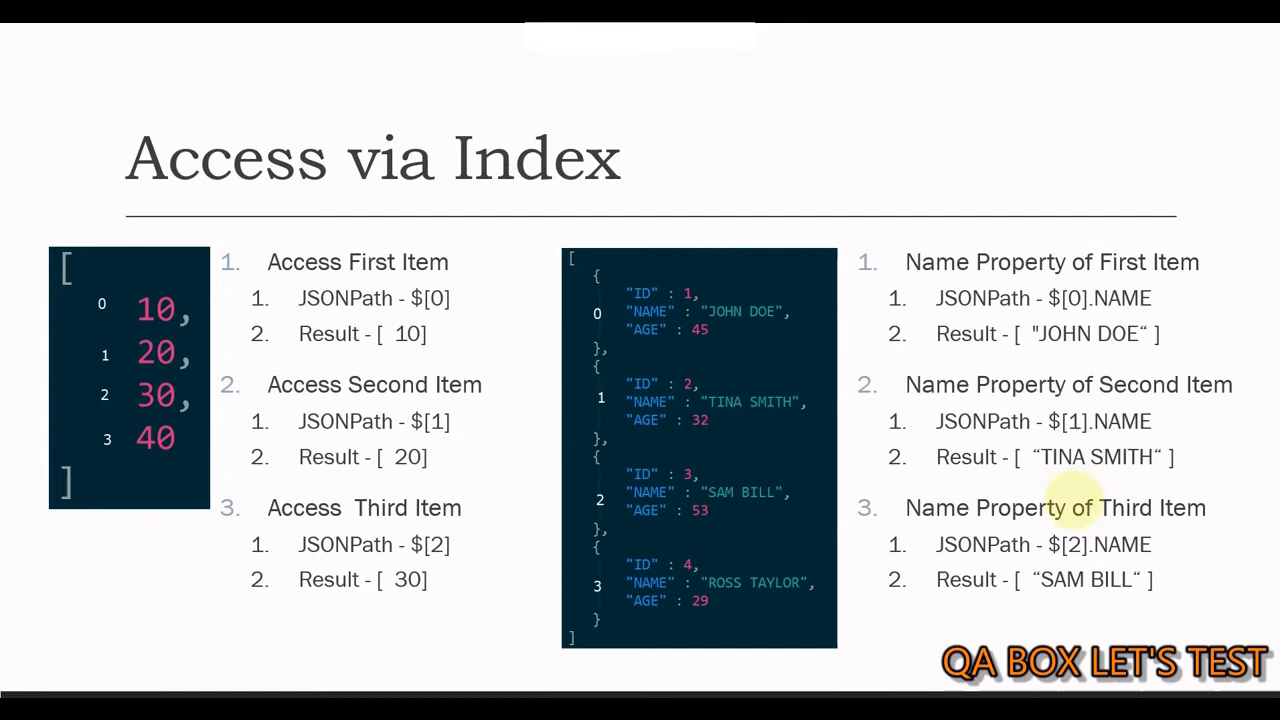 Access via Index
[
0 10,
1 20,
2 30,
3 40
]
1. Access First Item
1. JSONPath - $[0]
2. Result - [ 10]
2. Access Second Item
1. JSONPath - $[1]
2. Result - [ 20]
3. Access  Third Item
1. JSONPath - $[2]
2. Result - [ 30]
[
{
"ID" : 1,
0 "NAME" : "JOHN DOE",
"AGE" : 45
},
{
"ID" : 2,
1 "NAME" : "TINA SMITH",
"AGE" : 32
},
{
"ID" : 3,
2 "NAME" : "SAM BILL",
"AGE" : 53
},
{
"ID" : 4,
3 "NAME" : "ROSS TAYLOR",
"AGE" : 29
}
]
1. Name Property of First Item
1. JSONPath - $[0].NAME
2. Result - [  "JOHN DOE“ ]
2. Name Property of Second Item
1. JSONPath - $[1].NAME
2. Result - [  “TINA SMITH“ ]
3. Name Property of Third Item
1. JSONPath - $[2].NAME
2. Result - [  “SAM BILL“ ]
QA BOX LET'S TEST